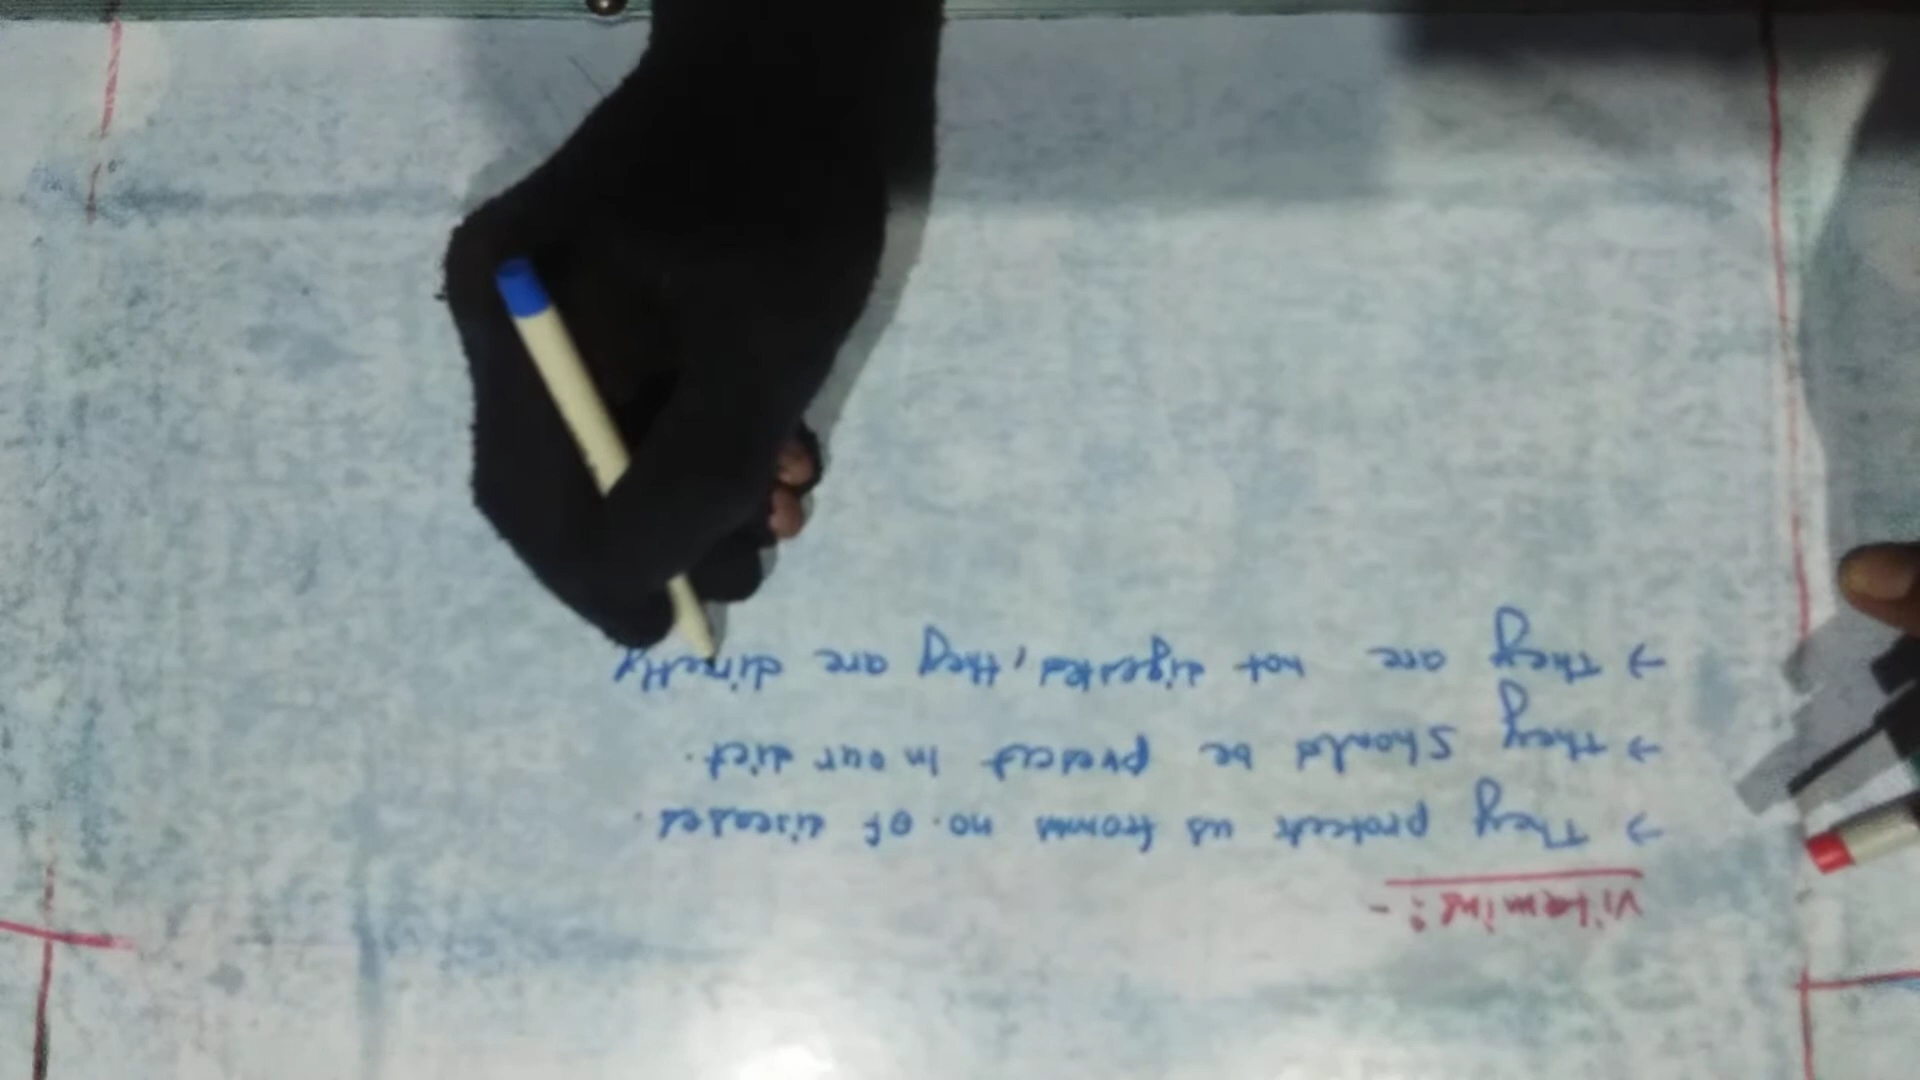 Vitamins:-
→ They protect us from no. of diseases.
→ They should be present in our diet.
→ They are not digested, they are directly